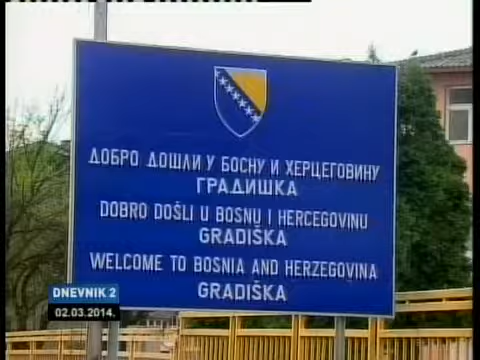 ДОБРО ДОШЛИ У БОСНУ И ХЕРЦЕГОВИНУ
ГРАДИШКА
DOBRO DOŠLI U BOSNU I HERCEGOVINU
GRADIŠKA
WELCOME TO BOSNIA AND HERZEGOVINA
GRADIŠKA
DNEVNIK 2
02.03.2014.